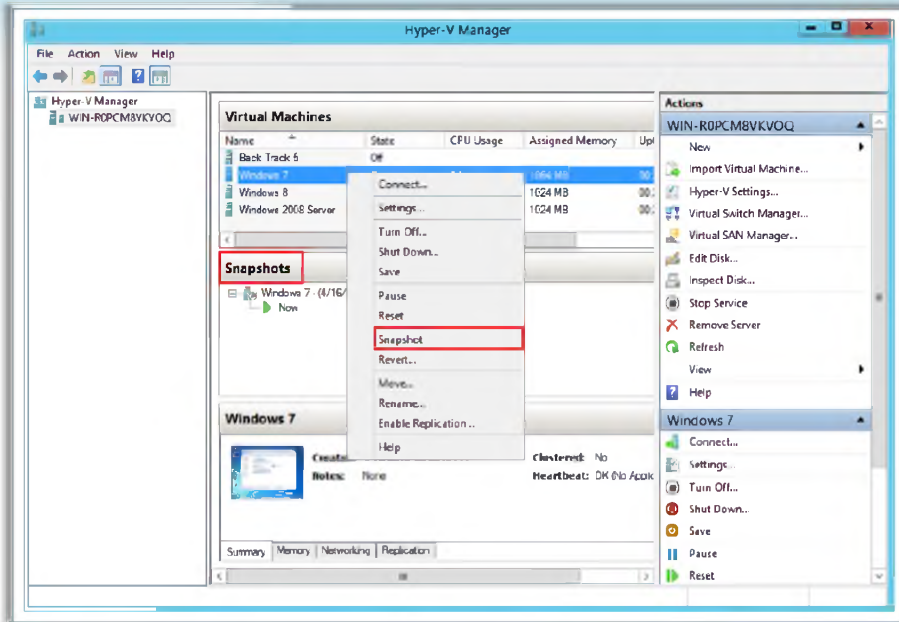 Hyper-V Manager
File Action View Help
Hyper-V Manager
WIN-R0PCM8VKVOQ
Virtual Machines
Name State CPU Usage Assigned Memory
Back Track 5 Off
Windows 7
Windows 8 1024 MB
Windows 2008 Server 1024 MB
Snapshots
Windows 7 - (4/16/
Now
Connect...
Settings...
Turn Off...
Shut Down...
Save
Pause
Reset
Snapshot
Revert...
Move...
Rename...
Enable Replication...
Help
Windows 7
Clustered: No
Notes: None
Heartbeat: OK (No Applic
Summary Memory Networking Replication
Actions
WIN-R0PCM8VKVOQ
New
Import Virtual Machine...
Hyper-V Settings...
Virtual Switch Manager...
Virtual SAN Manager...
Edit Disk...
Inspect Disk...
Stop Service
Remove Server
Refresh
View
Help
Windows 7
Connect...
Settings...
Turn Off...
Shut Down...
Save
Pause
Reset